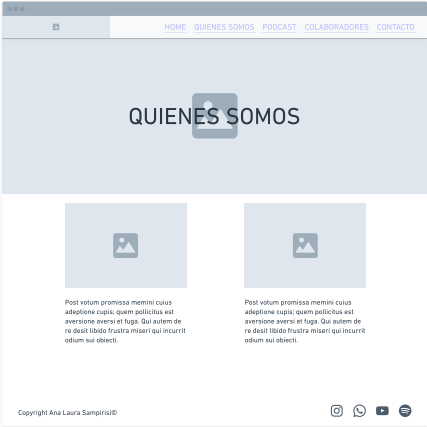 HOME QUIENES SOMOS PODCAST COLABORADORES CONTACTO
QUIENES SOMOS
Post votum promissa memini cuius
adeptione cupis; quem pollicitus est
aversione aversi et fuga. Qui autem de
re desit libido frustra miseri qui incurrit
odium sui obiecti.
Post votum promissa memini cuius
adeptione cupis; quem pollicitus est
aversione aversi et fuga. Qui autem de
re desit libido frustra miseri qui incurrit
odium sui obiecti.
Copyright Ana Laura Sampirisi©